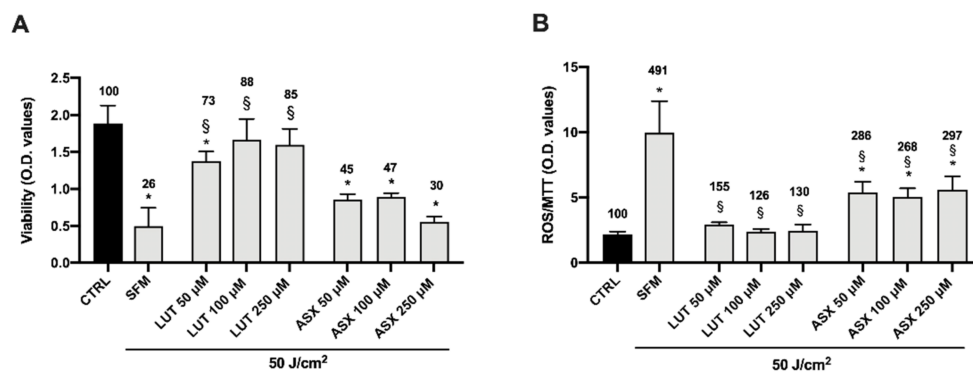 A
Viability (O.D. values)
2.5
2.0
1.5
1.0
0.5
0.0
100
26
*
73
§
*
88
§
85
§
45
*
47
*
30
*
CTRL
SFM
LUT 50 µM
LUT 100 µM
LUT 250 µM
ASX 50 µM
ASX 100 µM
ASX 250 µM
50 J/cm²
B
ROS/MTT (O.D. values)
15
10
5
0
100
491
*
155
§
126
§
130
§
286
§
*
268
§
*
297
§
*
CTRL
SFM
LUT 50 µM
LUT 100 µM
LUT 250 µM
ASX 50 µM
ASX 100 µM
ASX 250 µM
50 J/cm²